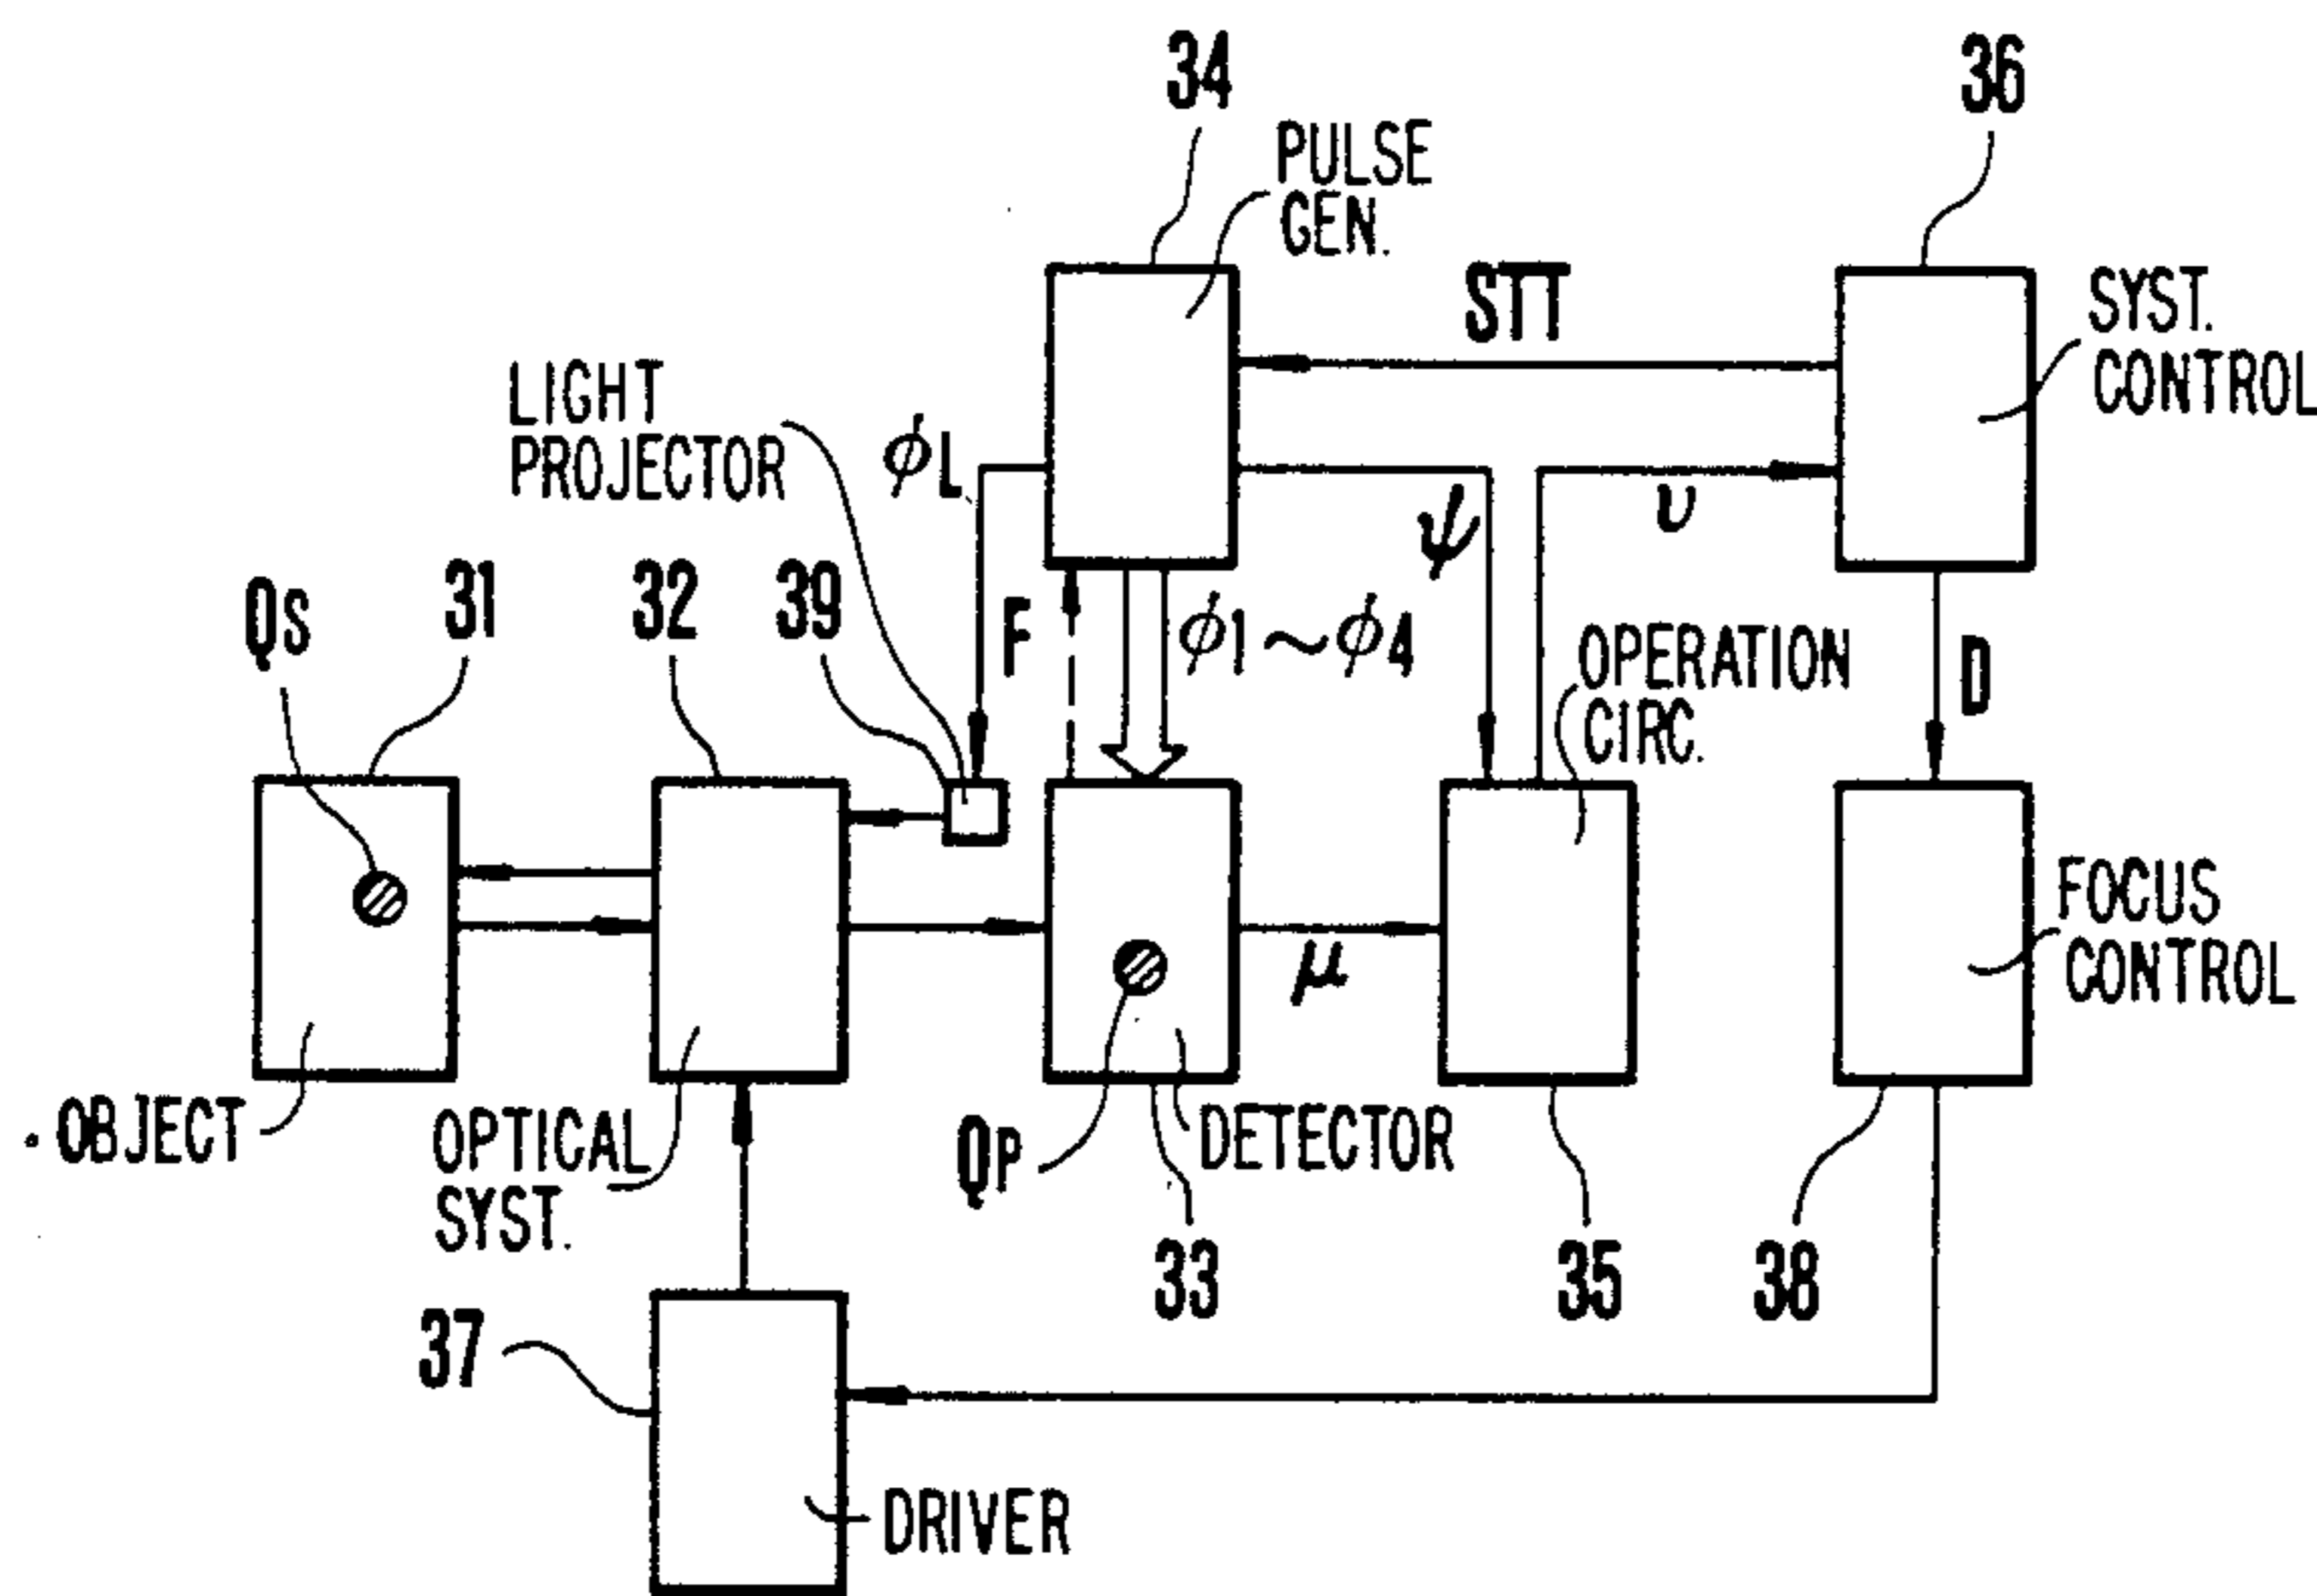 34
36
PULSE
GEN.
STT
SYST.
CONTROL
LIGHT
PROJECTOR
ϕL
ψ
υ
QS
31
32
39
F
ϕ1~ϕ4
OPERATION
CIRC.
D
FOCUS
CONTROL
μ
OBJECT
OPTICAL
SYST.
QP
DETECTOR
33
35
38
37
DRIVER